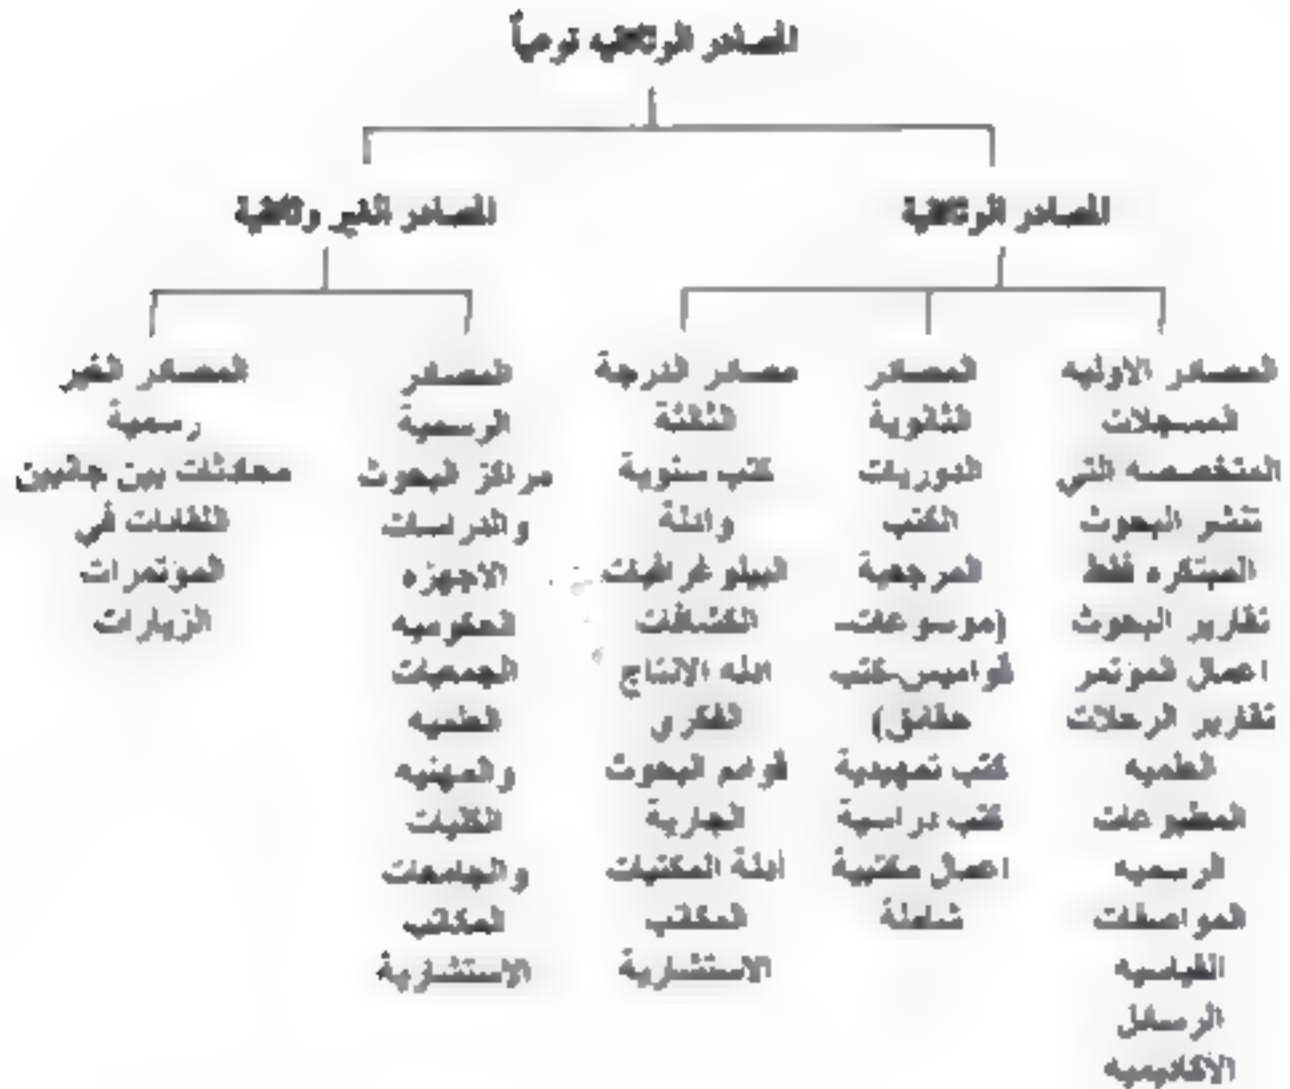 المصادر الوثائقيه نوعياً
المصادر الوثائقية
المصادر الغير وثائقية
المصادر الاوليه
المسجلات
المتخصصه التي
تنشر البحوث
المبتكره فقط
تقارير البحوث
اعمال المؤتمر
تقارير الرحلات
العلميه
المطبوعات
الرسميه
المواصفات
القياسيه
الرسائل
الاكاديميه
المصادر
الثانوية
الدوريات
الكتب
المرجعية
(موسوعات-
قواميس-كتب
حقائق)
كتب تمهيدية
كتب دراسية
اعمال مكتبية
شاملة
مصادر الدرجة
الثالثة
كتب سنوية
وادلة
الببلوغرافيات
الكشافات
ادله الانتاج
الفكري
قوائم البحوث
الجارية
ادلة المكتبات
المكاتب
الاستشارية
المصادر
الرسمية
مراكز البحوث
والدراسات
الاجهزه
الحكوميه
الجمعيات
العلميه
والمهنيه
الكليات
والجامعات
المكاتب
الاستشارية
المصادر الغير
رسمية
محادثات بين جانبين
اللقاءات في
المؤتمرات
الزيارات